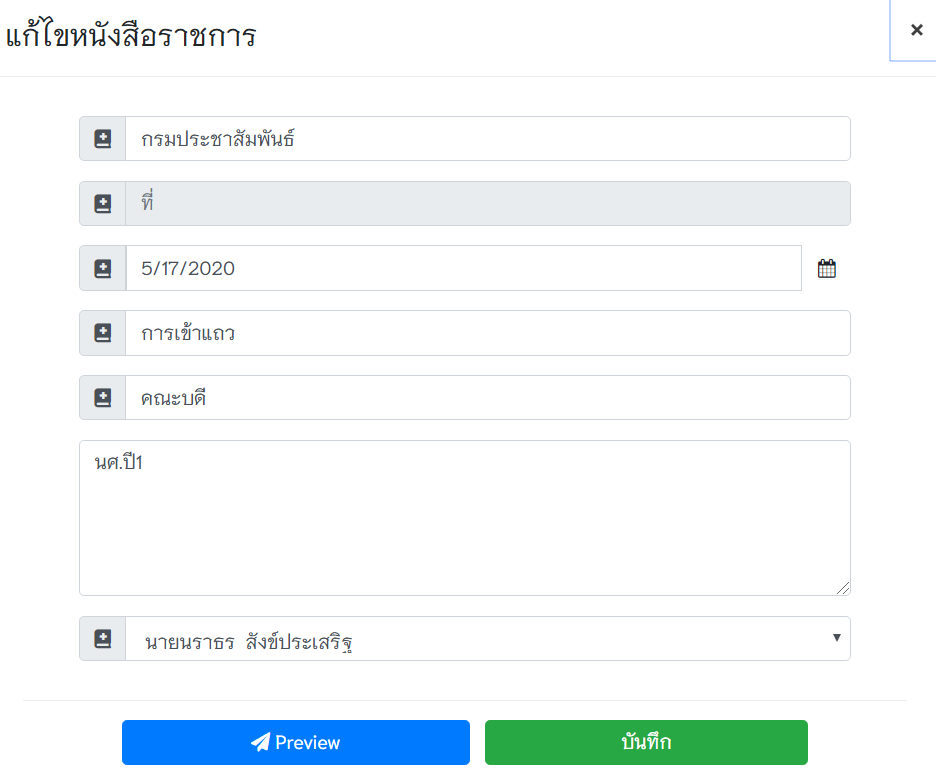 แก้ไขหนังสือราชการ
×
กรมประชาสัมพันธ์
ที่
5/17/2020
การเข้าแถว
คณะบดี
นศ.ปี1
นายนราธร สังข์ประเสริฐ
Preview
บันทึก